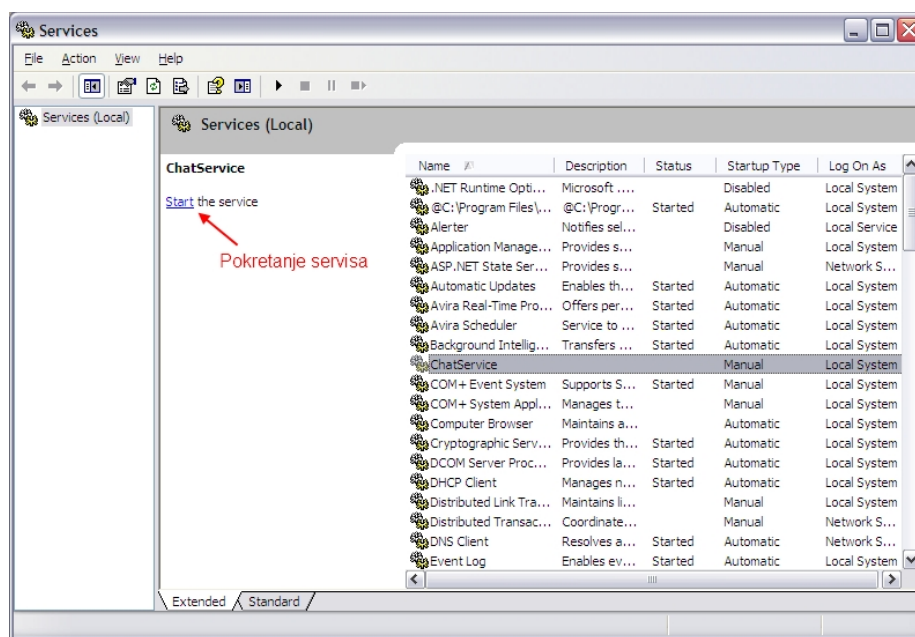 Services
File Action View Help
Services (Local)
Services (Local)
ChatService
Start the service
Pokretanje servisa
Name Description Status Startup Type Log On As
.NET Runtime Opti... Microsoft .... Disabled Local System
@C:\Program Files\... @C:\Progr... Started Automatic Local System
Alerter Notifies sel... Disabled Local Service
Application Manage... Provides s... Manual Local System
ASP.NET State Ser... Provides s... Manual Network S...
Automatic Updates Enables th... Started Automatic Local System
Avira Real-Time Pro... Offers per... Started Automatic Local System
Avira Scheduler Service to ... Started Automatic Local System
Background Intellig... Transfers ... Started Automatic Local System
ChatService Manual Local System
COM+ Event System Supports S... Started Manual Local System
COM+ System Appl... Manages t... Manual Local System
Computer Browser Maintains a... Automatic Local System
Cryptographic Serv... Provides th... Started Automatic Local System
DCOM Server Proc... Provides la... Started Automatic Local System
DHCP Client Manages n... Started Automatic Local System
Distributed Link Tra... Maintains li... Manual Local System
Distributed Transac... Coordinate... Manual Network S...
DNS Client Resolves a... Started Automatic Network S...
Event Log Enables ev... Started Automatic Local System
Extended Standard